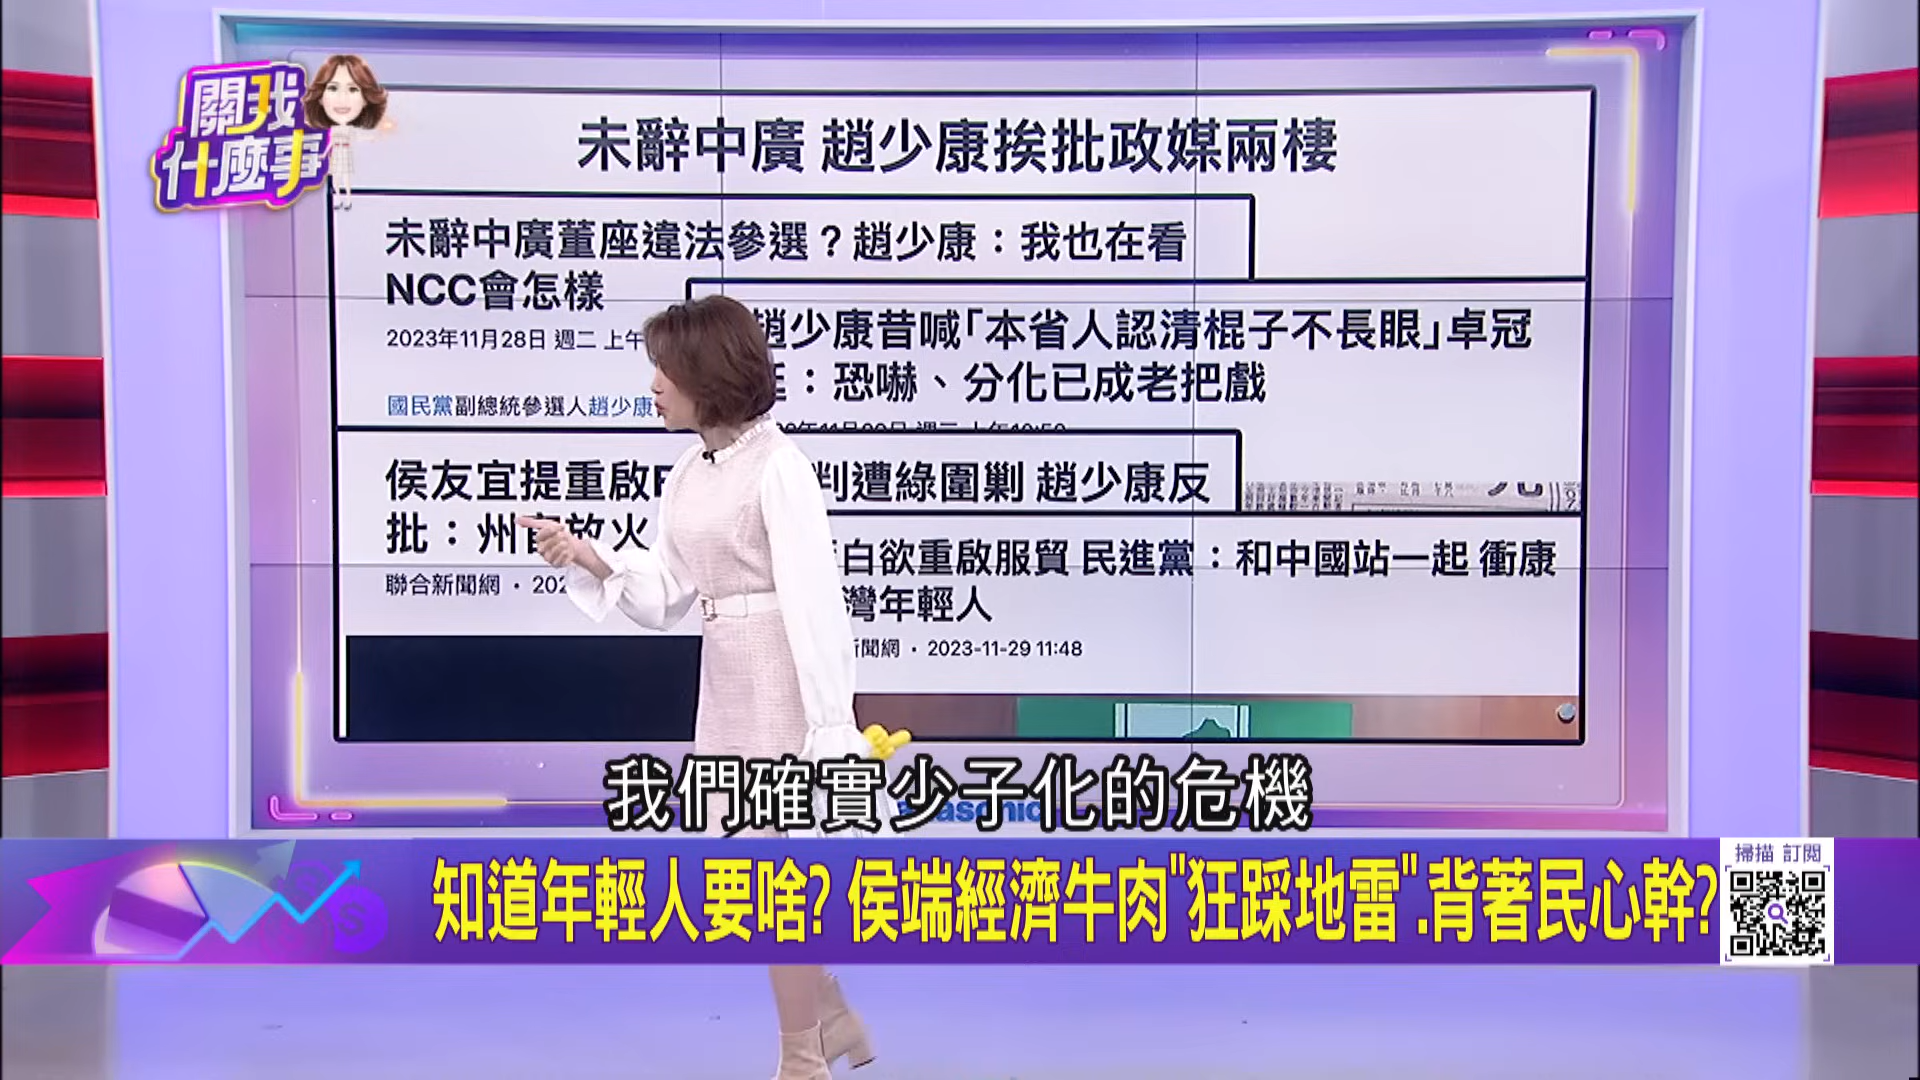 關我
什麼事
未辭中廣 趙少康挨批政媒兩棲
未辭中廣董座違法參選？趙少康：我也在看
NCC會怎樣
2023年11月28日 週二 上午
國民黨副總統參選人趙少康
趙少康昔喊「本省人認清棍子不長眼」卓冠
廷：恐嚇、分化已成老把戲
侯友宜提重啟
判遭綠圍剿 趙少康反
批：州官放火
聯合新聞網・202
白欲重啟服貿 民進黨：和中國站一起 衝康
灣年輕人
新聞網・2023-11-29 11:48
Panasonic
我們確實少子化的危機
掃描 訂閱
知道年輕人要啥? 侯端經濟牛肉"狂踩地雷".背著民心幹?